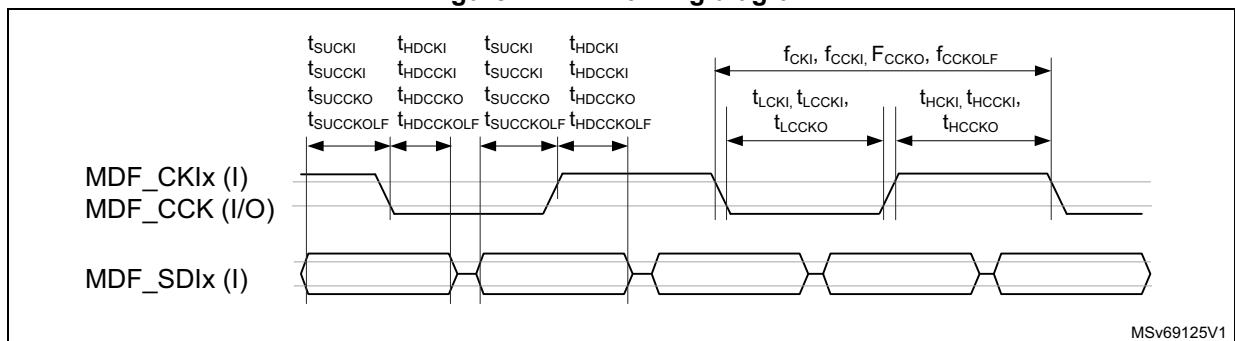 tSUCKI tHDCKI tSUCKI tHDCKI
tSUCCKI tHDCCKI tSUCCKI tHDCCKI
tSUCCKO tHDCCKO tSUCCKO tHDCCKO
tSUCCKOLF tHDCCKOLF tSUCCKOLF tHDCCKOLF
fCKI, fCCKI, FCCKO, fCCKOLF
tLCKI, tLCCKI,
tLCCKO
tHCKI, tHCCKI,
tHCCKO
MDF_CKIx (I)
MDF_CCK (I/O)
MDF_SDIx (I)
MSv69125V1